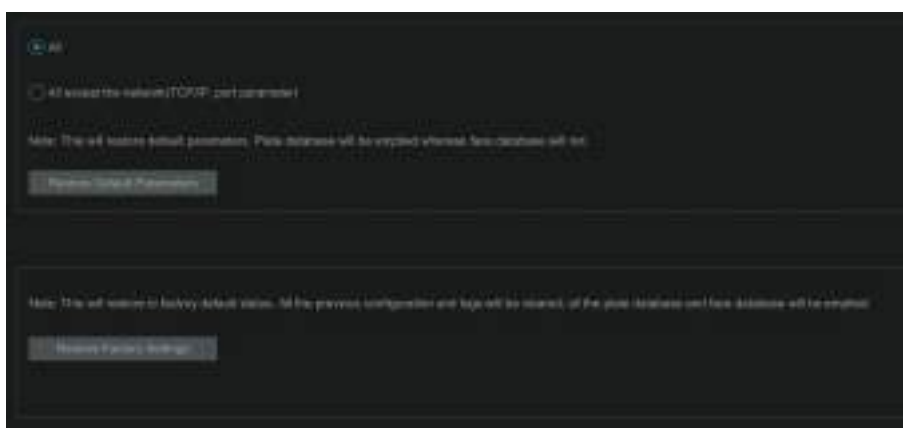 All
All except the network(TCP/IP, port parameter)
Note: This will restore default parameters. Plate database will be emptied whereas face database will not.
Restore Default Parameters
Note: This will restore to factory default status. All the previous configuration and logs will be cleared, all the plate database and face database will be emptied.
Restore Factory Settings